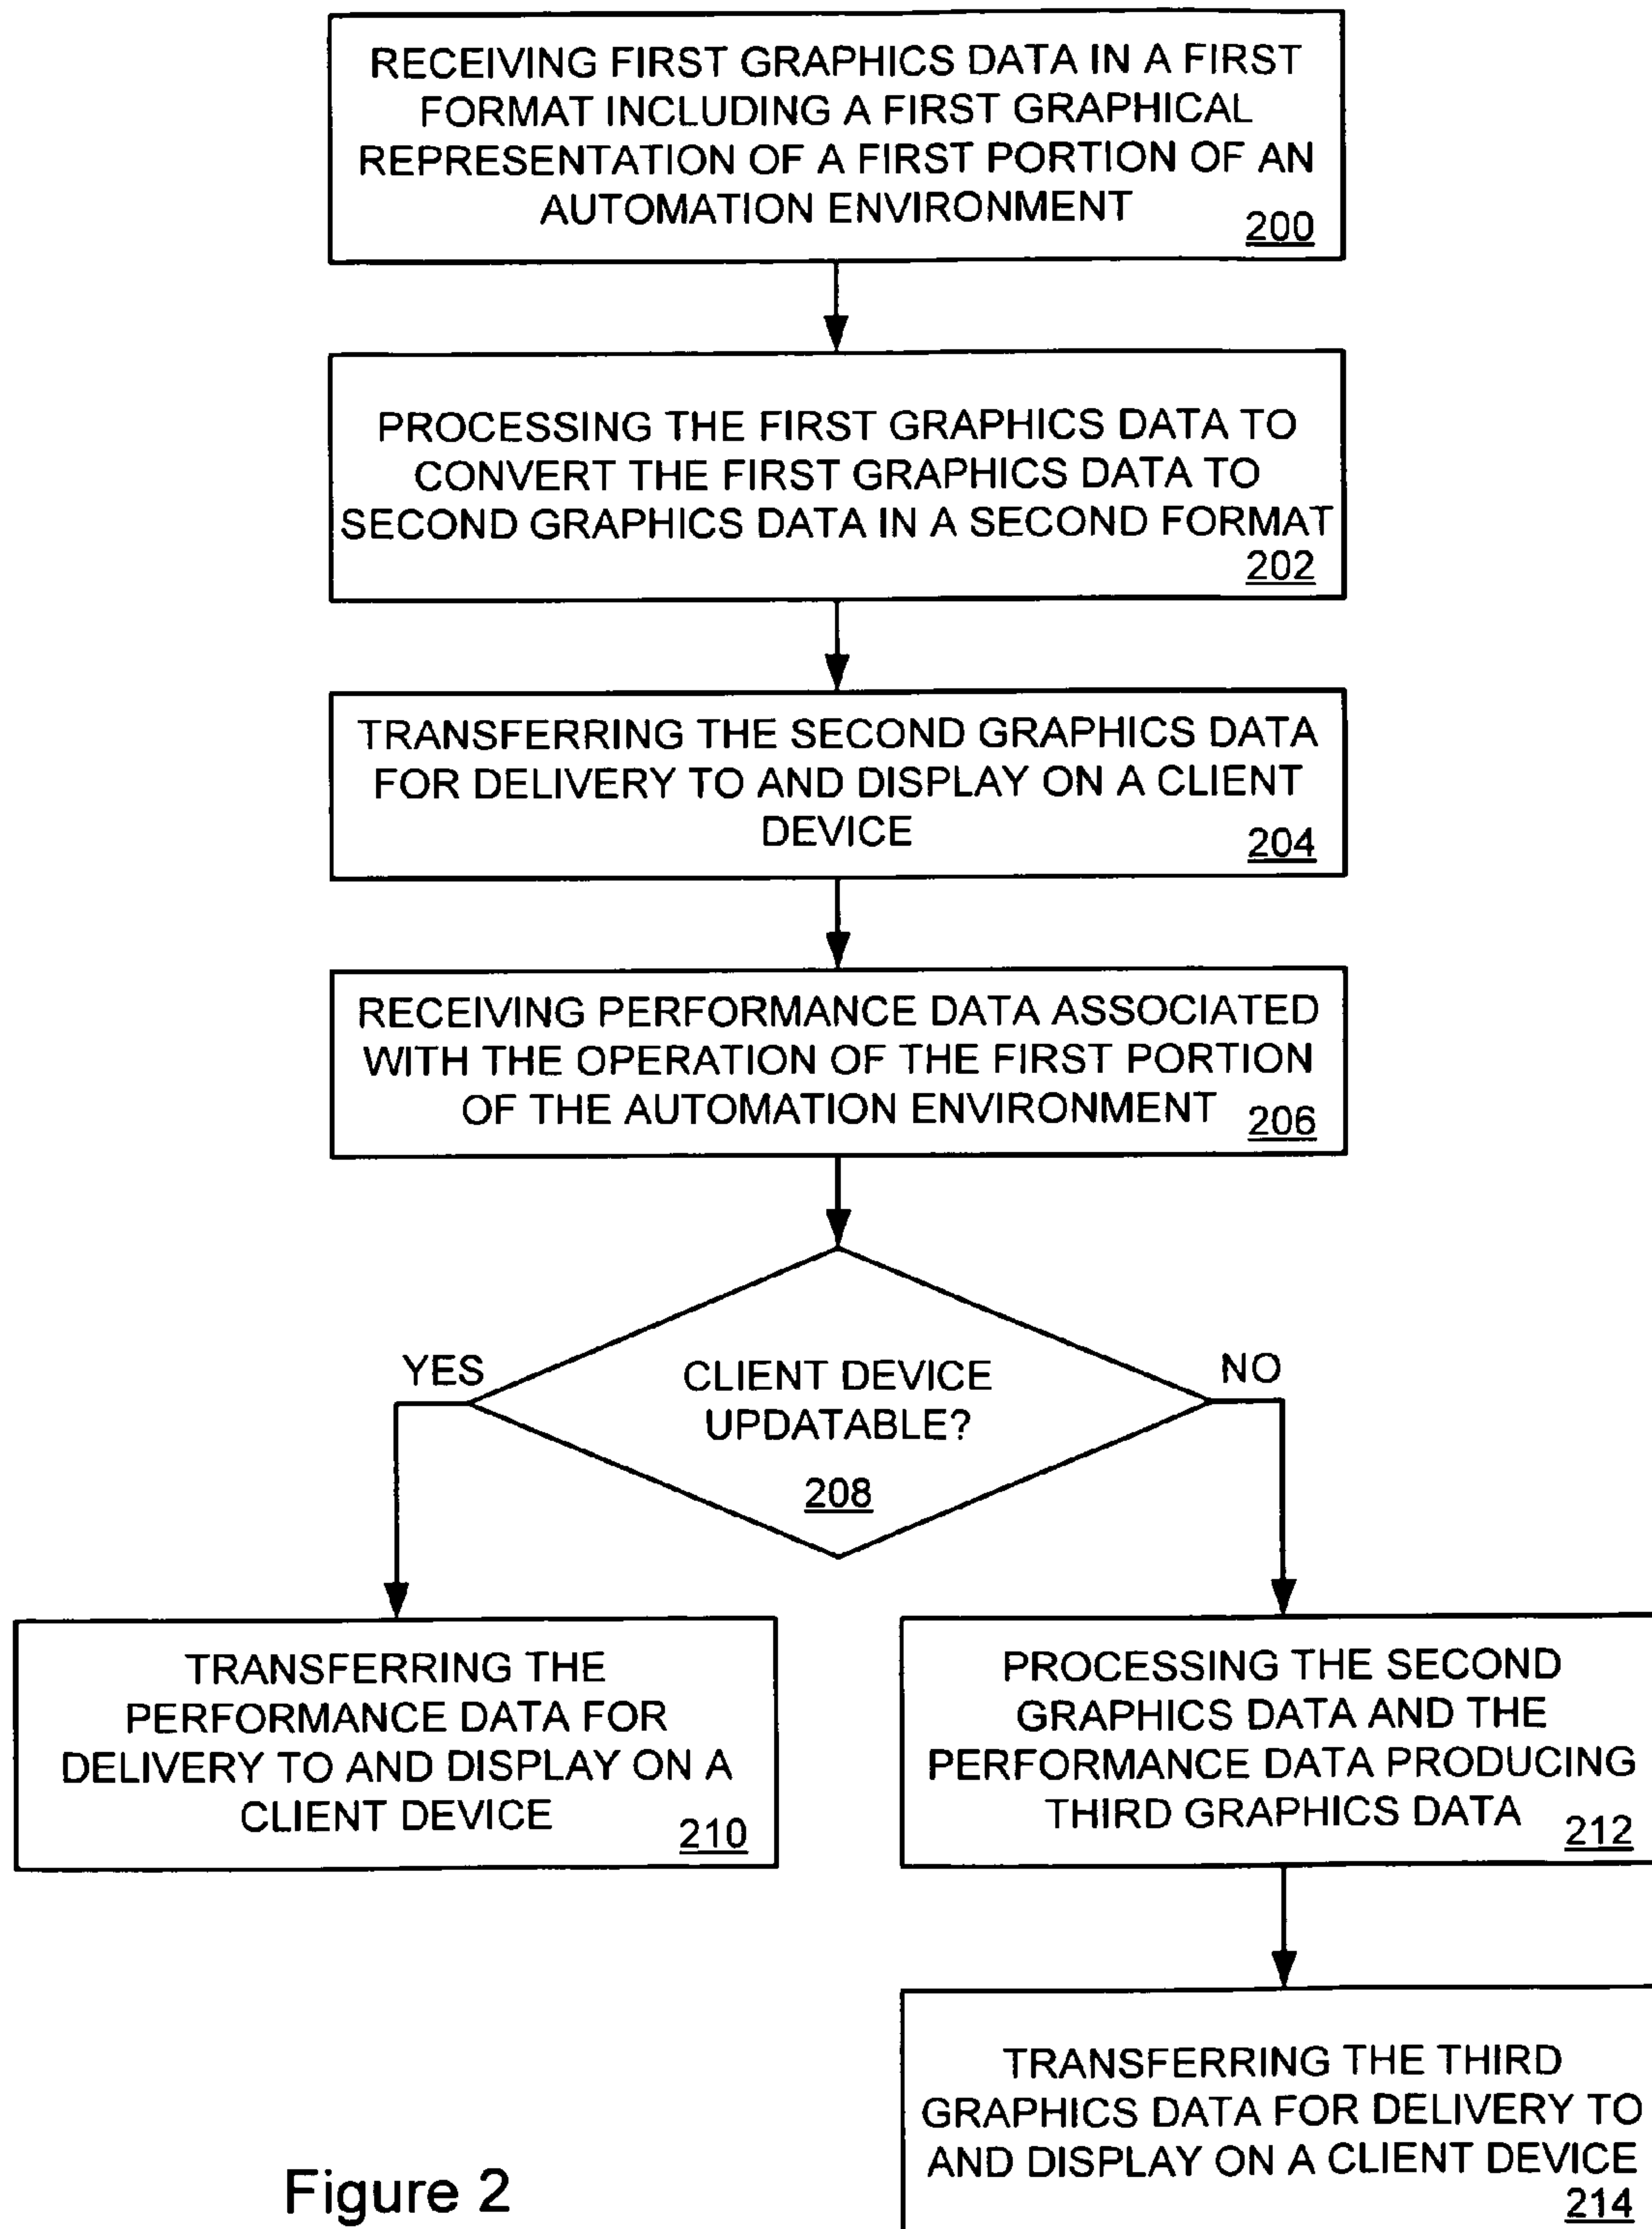 RECEIVING FIRST GRAPHICS DATA IN A FIRST
FORMAT INCLUDING A FIRST GRAPHICAL
REPRESENTATION OF A FIRST PORTION OF AN
AUTOMATION ENVIRONMENT
200
PROCESSING THE FIRST GRAPHICS DATA TO
CONVERT THE FIRST GRAPHICS DATA TO
SECOND GRAPHICS DATA IN A SECOND FORMAT
202
TRANSFERRING THE SECOND GRAPHICS DATA
FOR DELIVERY TO AND DISPLAY ON A CLIENT
DEVICE
204
RECEIVING PERFORMANCE DATA ASSOCIATED
WITH THE OPERATION OF THE FIRST PORTION
OF THE AUTOMATION ENVIRONMENT
206
YES
CLIENT DEVICE
UPDATABLE?
208
NO
TRANSFERRING THE
PERFORMANCE DATA FOR
DELIVERY TO AND DISPLAY ON A
CLIENT DEVICE
210
PROCESSING THE SECOND
GRAPHICS DATA AND THE
PERFORMANCE DATA PRODUCING
THIRD GRAPHICS DATA
212
TRANSFERRING THE THIRD
GRAPHICS DATA FOR DELIVERY TO
AND DISPLAY ON A CLIENT DEVICE
214
Figure 2